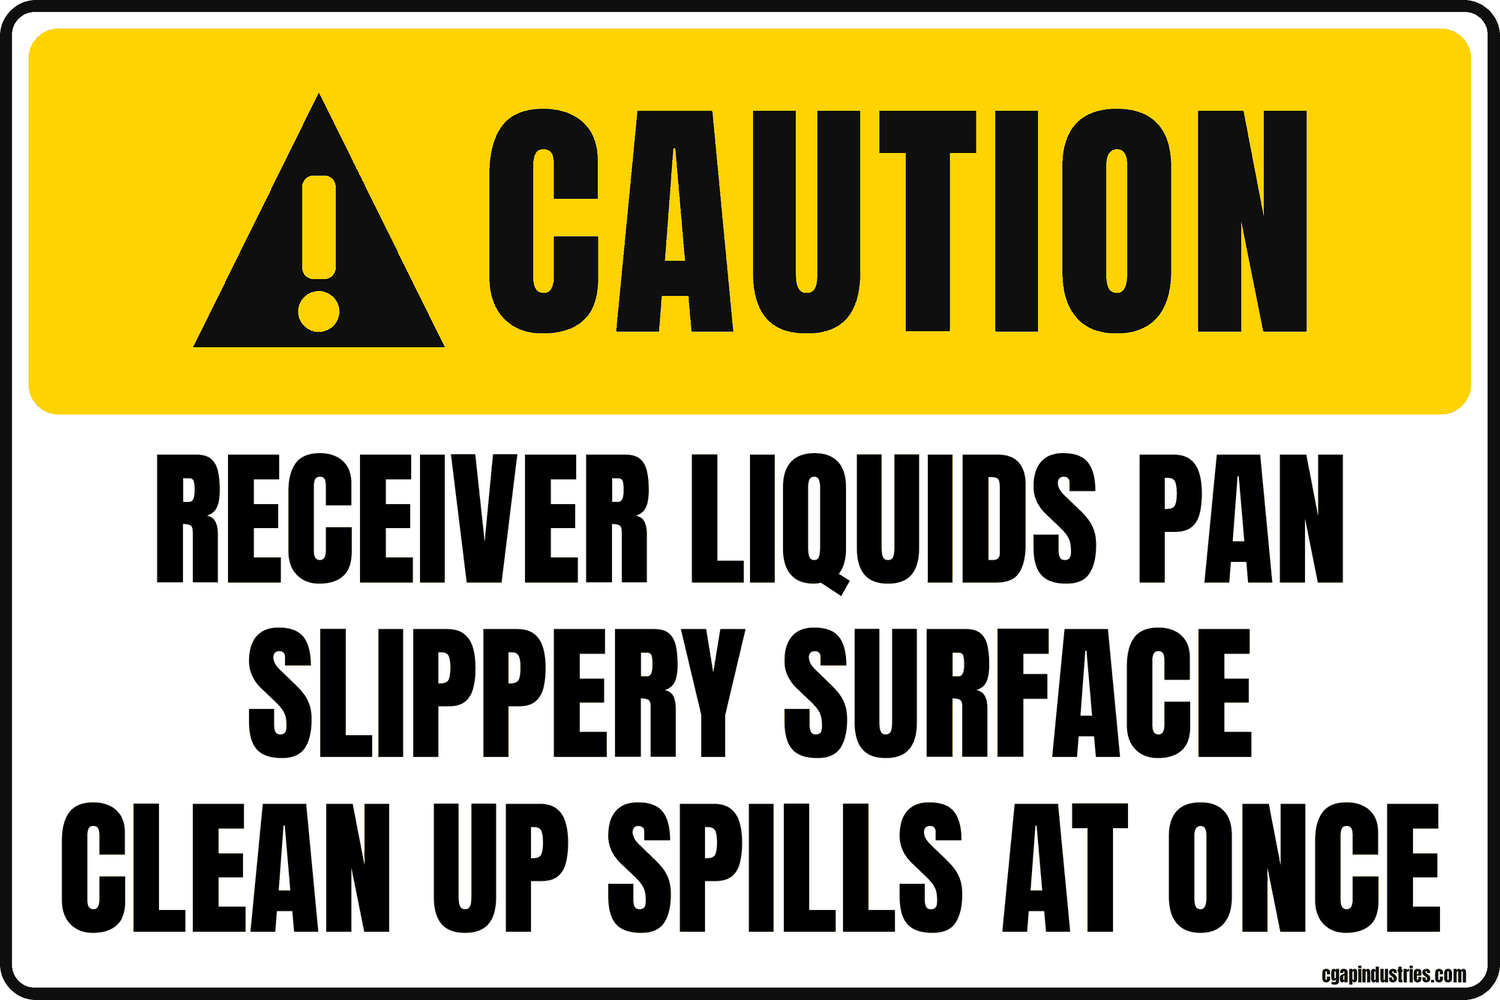 CAUTION
RECEIVER LIQUIDS PAN
SLIPPERY SURFACE
CLEAN UP SPILLS AT ONCE
cgapindustries.com